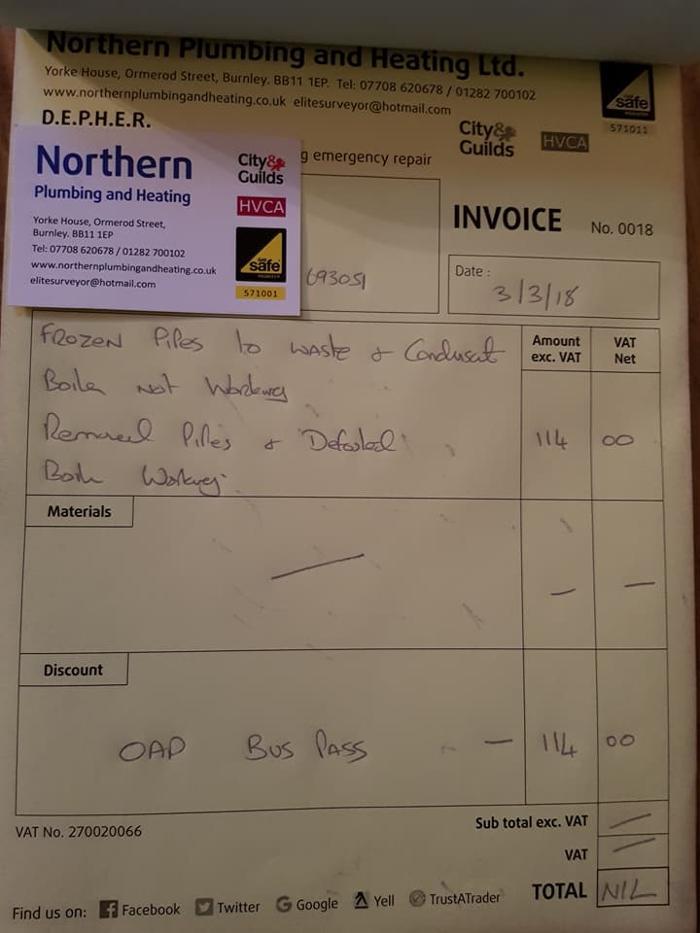 Northern Plumbing and Heating Ltd.
Yorke House, Ormerod Street, Burnley. BB11 1EP. Tel: 07708 620678 / 01282 700102
www.northernplumbingandheating.co.uk elitesurveyor@hotmail.com
safe
571011
D.E.P.H.E.R.
City& Guilds
HVCA
g emergency repair
Northern
Plumbing and Heating
City& Guilds
HVCA
Yorke House, Ormerod Street,
Burnley. BB11 1EP
Tel: 07708 620678 / 01282 700102
www.northernplumbingandheating.co.uk
elitesurveyor@hotmail.com
safe
571001
INVOICE No. 0018
693051
Date :
3/3/18
Amount exc. VAT
VAT Net
Frozen Pipes to waste & Condensat
Boiler not Working
Removed Pipes & Defrosted 114 00
Boiler Working.
Materials
— —
Discount
OAP Bus Pass — 114 00
VAT No. 270020066
Sub total exc. VAT —
VAT —
TOTAL NIL
Find us on: Facebook Twitter Google Yell TrustATrader